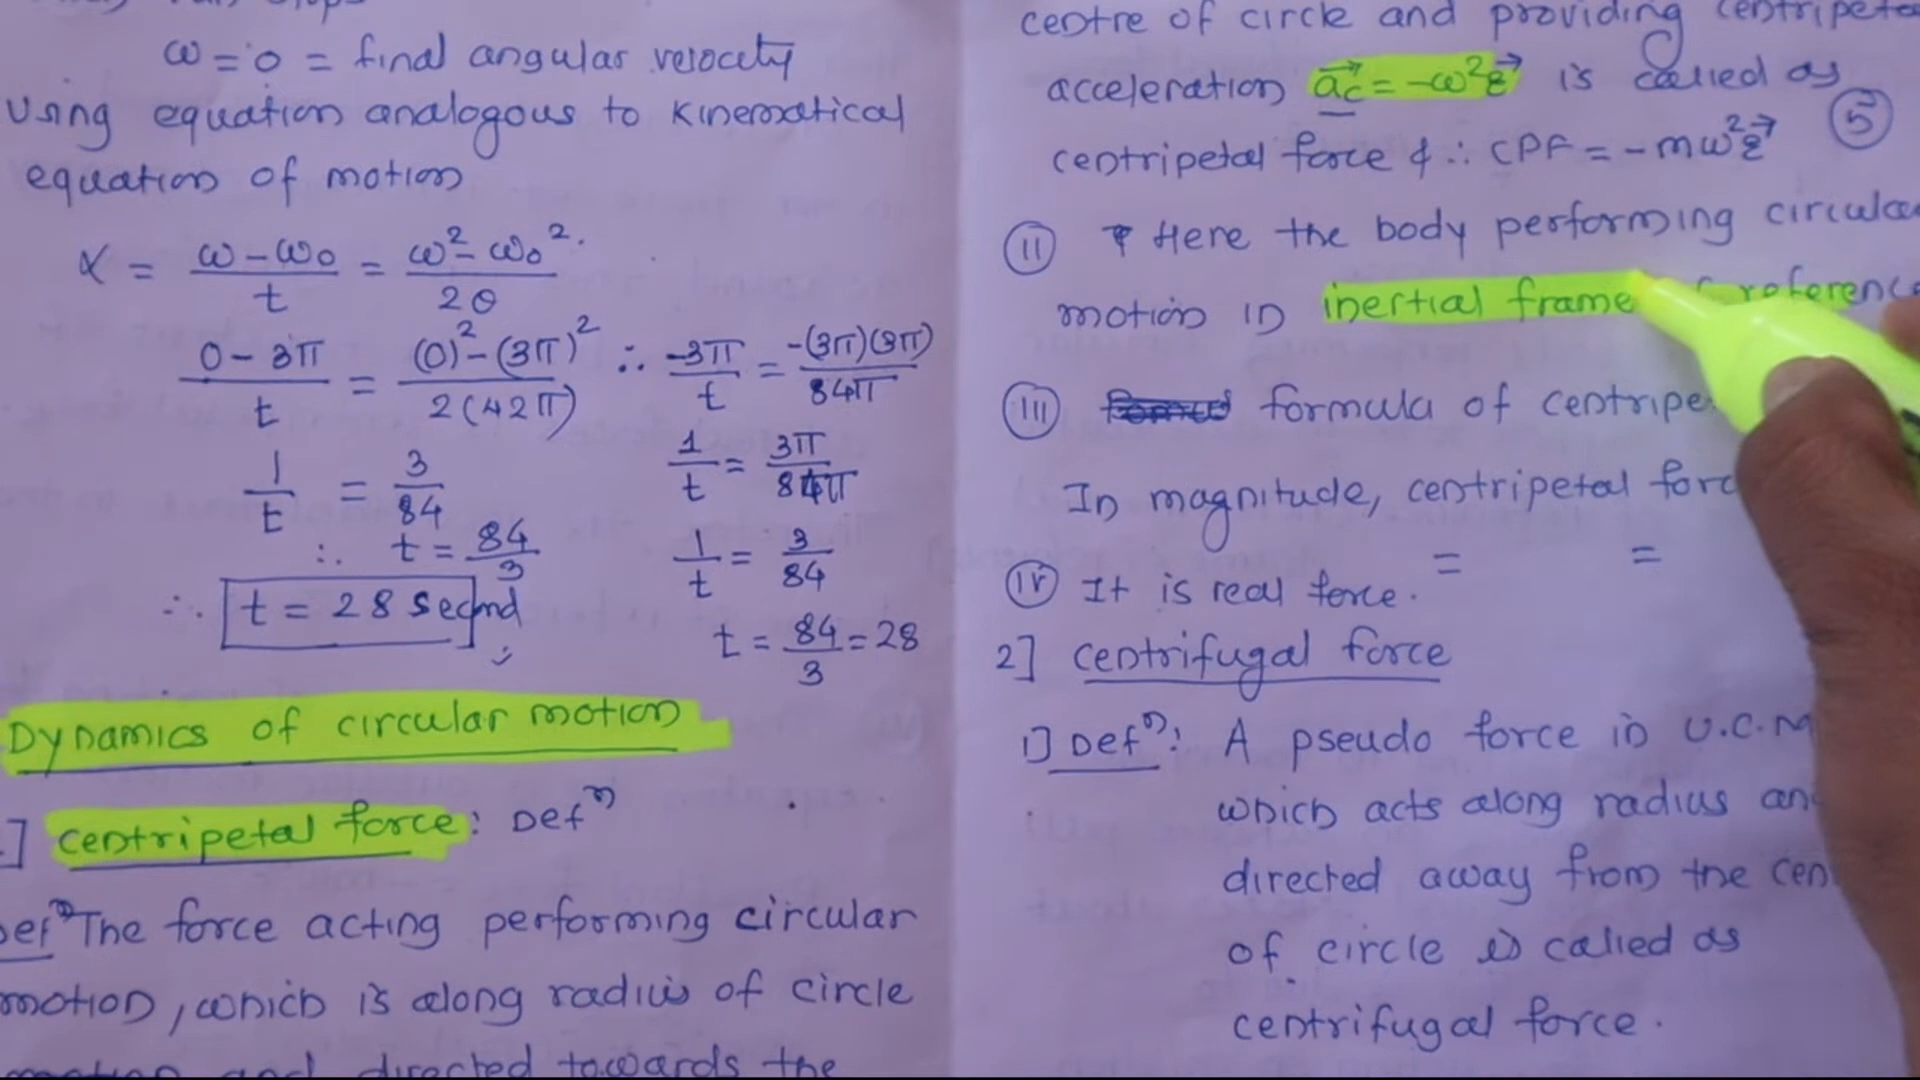 ω = 0 = final angular velocity
Using equation analogous to kinematical
equation of motion
α = ω - ω₀ / t = ω² - ω₀² / 2θ
0 - 3π / t = (0)² - (3π)² / 2(42π) ∴ -3π / t = -(3π)(3π) / 84π
1/t = 3/84
∴ t = 84/3
∴ t = 28 second
1/t = 3π / 84π
1/t = 3/84
t = 84/3 = 28
Dynamics of circular motion
] centripetal force : Defⁿ
Defⁿ The force acting performing circular
motion, which is along radius of circle
directed towards the
centre of circle and providing centripeta
acceleration a⃗c = -ω²r⃗ is called as
centripetal force & ∴ CPF = -mω²r⃗ (5)
(II) Here the body performing circular
motion in inertial frame of reference
(III) formula of centripe
In magnitude, centripetal forc
= =
(IV) It is real force.
2] centrifugal force
1] Defⁿ: A pseudo force in U.C.M
which acts along radius an
directed away from the cen
of circle is called as
centrifugal force.